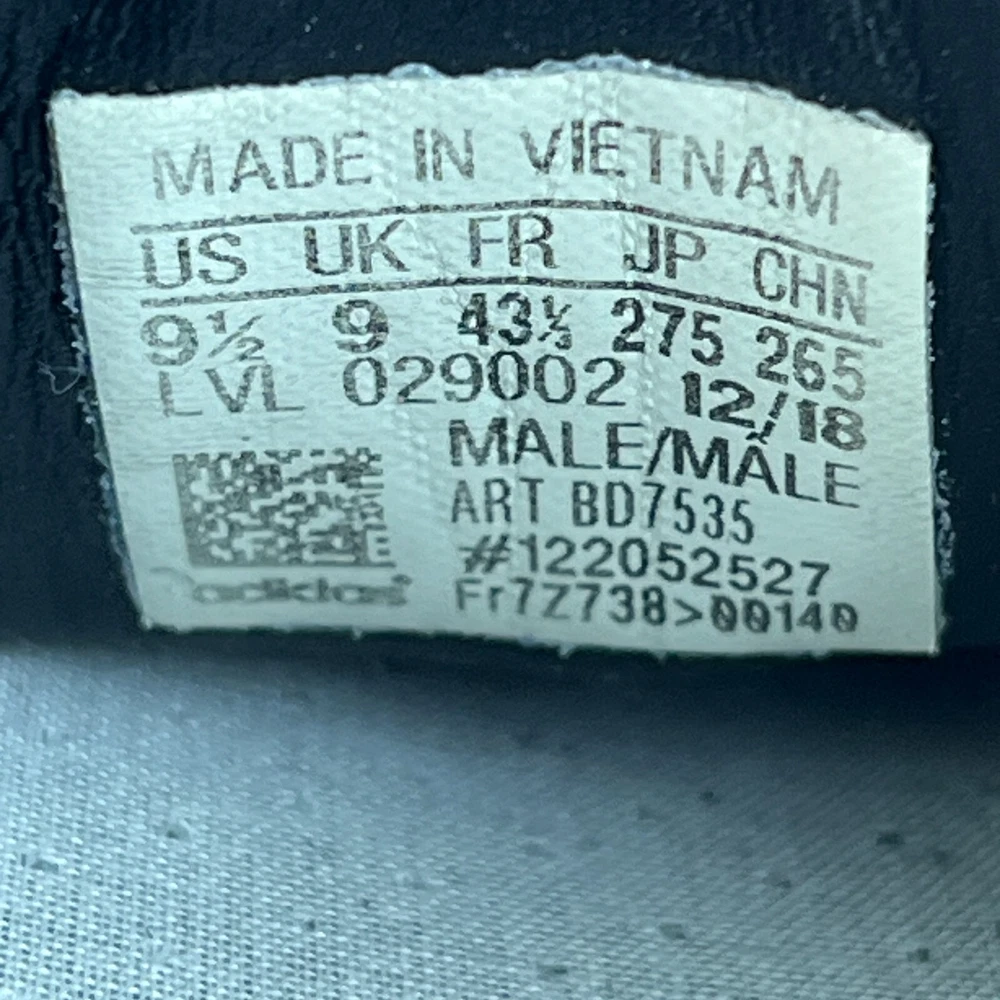 MADE IN VIETNAM
US UK FR JP CHN
9½ 9 43⅓ 275 265
LVL 029002 12/18
MALE/MÂLE
ART BD7535
#122052527
Fr7Z738>00140
adidas